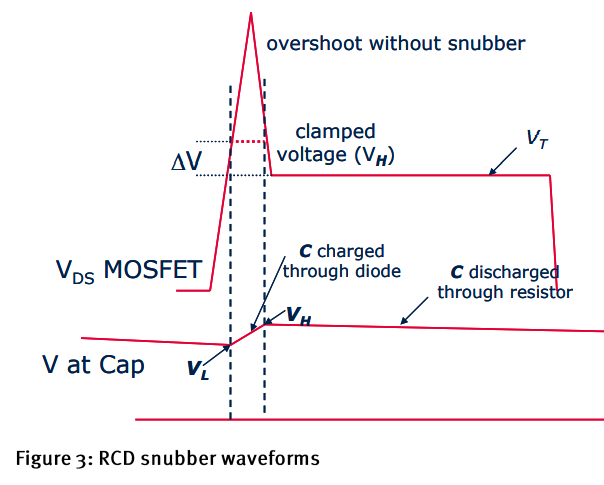 overshoot without snubber
clamped
voltage (VH)
VT
ΔV
VDS MOSFET
C charged
through diode
C discharged
through resistor
VH
V at Cap
VL
Figure 3: RCD snubber waveforms